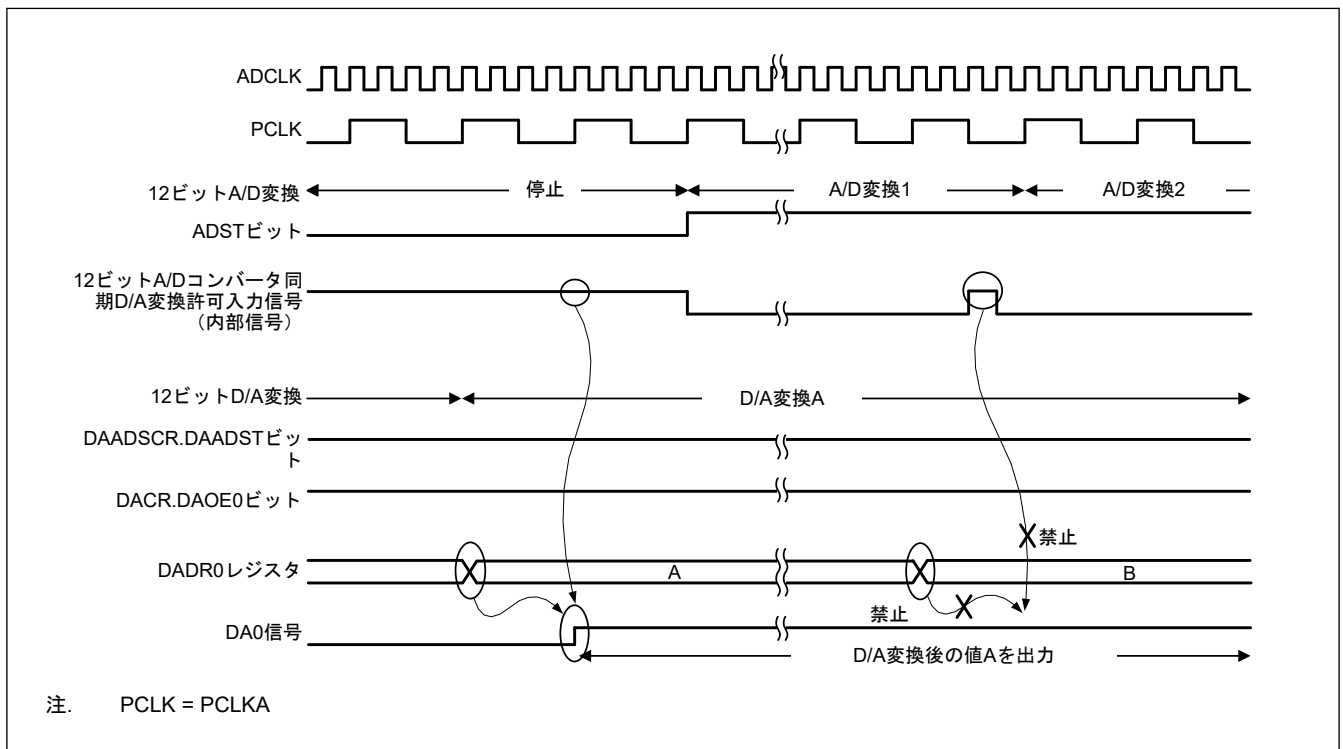 ADCLK
PCLK
12ビットA/D変換
停止
A/D変換1
A/D変換2
ADSTビット
12ビットA/Dコンバータ同
期D/A変換許可入力信号
（内部信号）
12ビットD/A変換
D/A変換A
DAADSCR.DAADSTビッ
ト
DACR.DAOE0ビット
禁止
DADR0レジスタ
A
B
禁止
DA0信号
D/A変換後の値Aを出力
注. PCLK = PCLKA